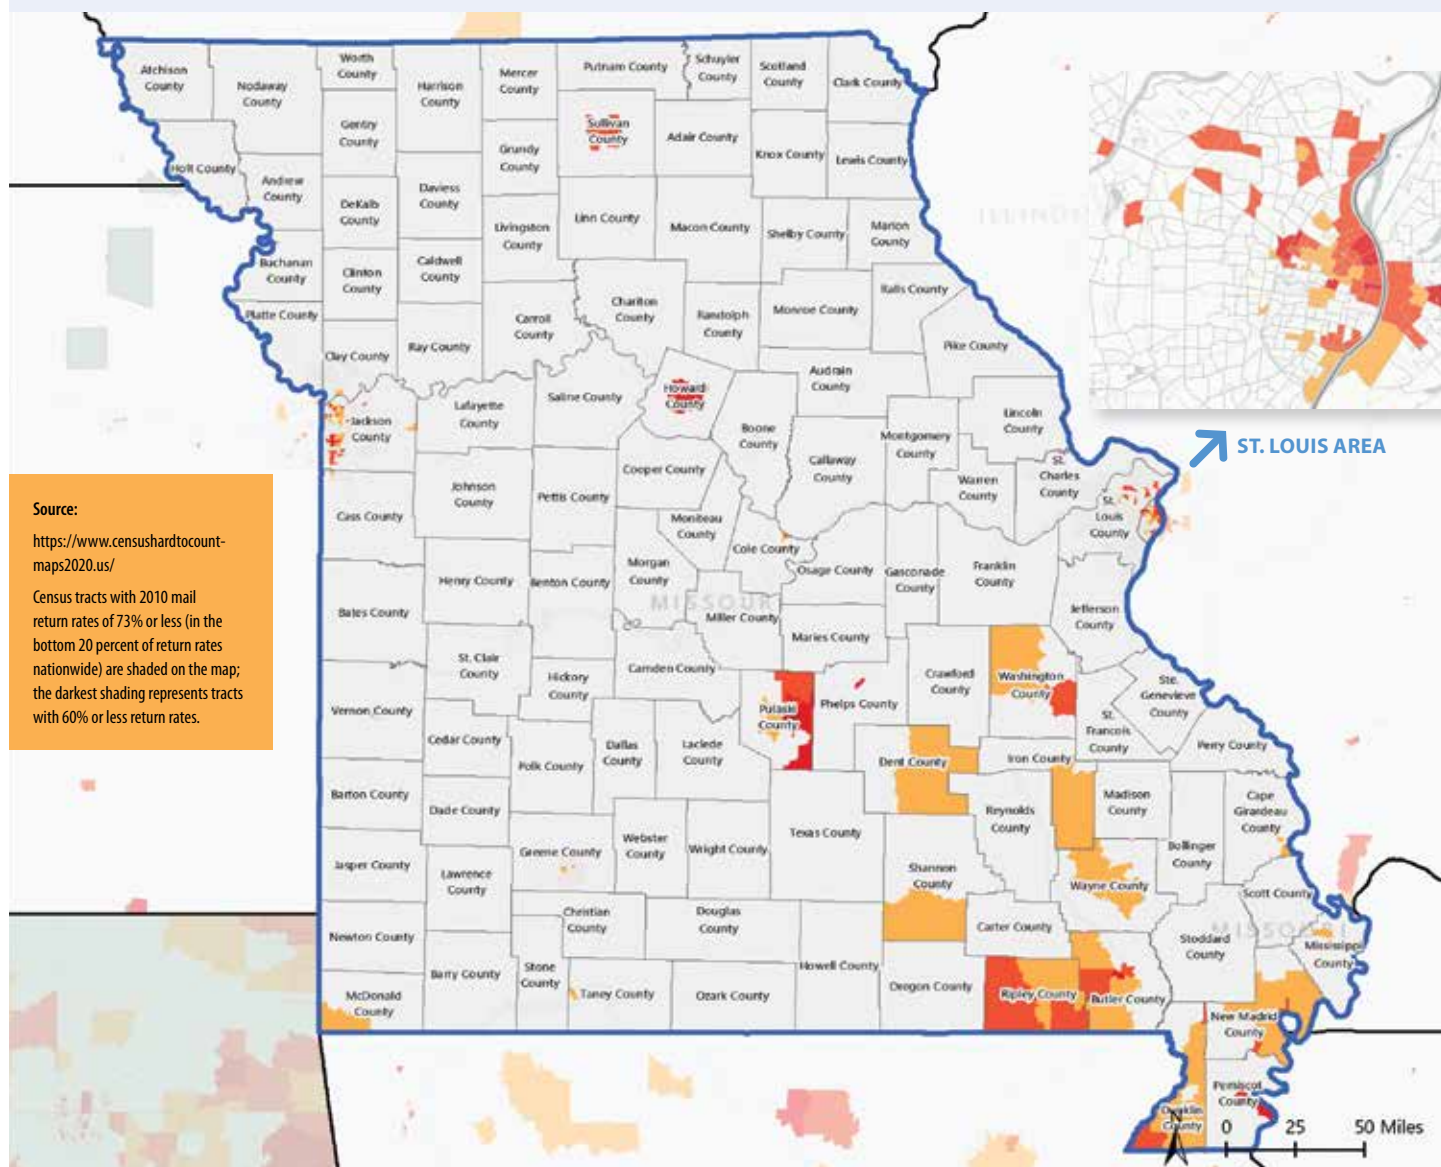 Atchison
County
Nodaway
County
Worth
County
Harrison
County
Mercer
County
Putnam County
Schuyler
County
Scotland
County
Clark County
Gentry
County
Sullivan
County
Adair County
Knox County
Lewis County
Grundy
County
Holt County
Andrew
County
DeKalb
County
Daviess
County
Livingston
County
Linn County
Macon County
Shelby County
Marion
County
ILLINOIS
Buchanan
County
Clinton
County
Caldwell
County
Platte County
Clay County
Ray County
Carroll
County
Chariton
County
Randolph
County
Monroe County
Ralls County
Pike County
Audrain
County
Jackson
County
Lafayette
County
Saline County
Howard
County
Boone
County
Callaway
County
Montgomery
County
Lincoln
County
ST. LOUIS AREA
Cooper County
Warren
County
St.
Charles
County
St.
Louis
County
Cass County
Johnson
County
Pettis County
Moniteau
County
Cole County
Source:
https://www.censushardtocount-
maps2020.us/
Census tracts with 2010 mail
return rates of 73% or less (in the
bottom 20 percent of return rates
nationwide) are shaded on the map;
the darkest shading represents tracts
with 60% or less return rates.
Henry County
Benton County
Morgan
County
Osage County
Gasconade
County
Franklin
County
Jefferson
County
Bates County
MISSOURI
Miller County
Maries County
St. Clair
County
Hickory
County
Camden County
Pulaski
County
Phelps County
Crawford
County
Washington
County
Ste.
Genevieve
County
St.
Francois
County
Perry County
Vernon County
Cedar County
Polk County
Dallas
County
Laclede
County
Dent County
Iron County
Barton County
Dade County
Reynolds
County
Madison
County
Cape
Girardeau
County
Bollinger
County
Texas County
Webster
County
Wright County
Greene County
Jasper County
Lawrence
County
Shannon
County
Wayne County
Scott County
Christian
County
Douglas
County
Carter County
Stoddard
County
MISSOURI
Mississippi
County
Newton County
Barry County
Stone
County
Taney County
Ozark County
Howell County
Oregon County
Ripley County
Butler County
McDonald
County
New Madrid
County
Pemiscot
County
Dunklin
County
N
0 25 50 Miles